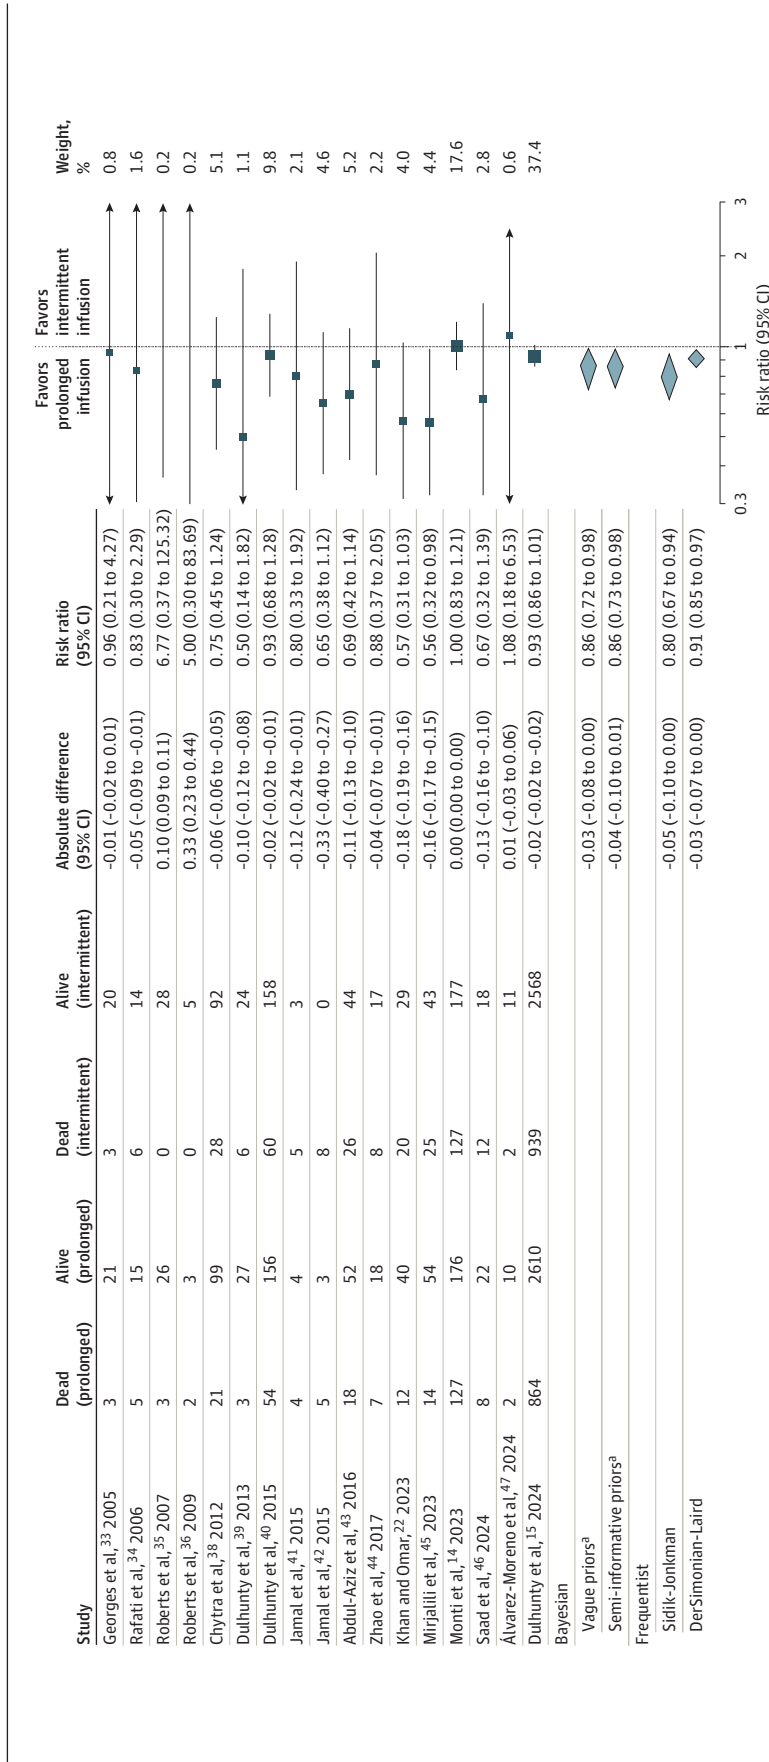 Study Dead (prolonged) Alive (prolonged) Dead (intermittent) Alive (intermittent) Absolute difference (95% CI) Risk ratio (95% CI) Favors prolonged infusion Favors intermittent infusion Weight, %
Georges et al,33 2005 3 21 3 20 −0.01 (−0.02 to 0.01) 0.96 (0.21 to 4.27) 0.8
Rafati et al,34 2006 5 15 6 14 −0.05 (−0.09 to −0.01) 0.83 (0.30 to 2.29) 1.6
Roberts et al,35 2007 3 26 0 28 0.10 (0.09 to 0.11) 6.77 (0.37 to 125.32) 0.2
Roberts et al,36 2009 2 3 0 5 0.33 (0.23 to 0.44) 5.00 (0.30 to 83.69) 0.2
Chytra et al,38 2012 21 99 28 92 −0.06 (−0.06 to −0.05) 0.75 (0.45 to 1.24) 5.1
Dulhunty et al,39 2013 3 27 6 24 −0.10 (−0.12 to −0.08) 0.50 (0.14 to 1.82) 1.1
Dulhunty et al,40 2015 54 156 60 158 −0.02 (−0.02 to −0.01) 0.93 (0.68 to 1.28) 9.8
Jamal et al,41 2015 4 4 5 3 −0.12 (−0.24 to −0.01) 0.80 (0.33 to 1.92) 2.1
Jamal et al,42 2015 5 3 8 0 −0.33 (−0.40 to −0.27) 0.65 (0.38 to 1.12) 4.6
Abdul-Aziz et al,43 2016 18 52 26 44 −0.11 (−0.13 to −0.10) 0.69 (0.42 to 1.14) 5.2
Zhao et al,44 2017 7 18 8 17 −0.04 (−0.07 to −0.01) 0.88 (0.37 to 2.05) 2.2
Khan and Omar,22 2023 12 40 20 29 −0.18 (−0.19 to −0.16) 0.57 (0.31 to 1.03) 4.0
Mirjalili et al,45 2023 14 54 25 43 −0.16 (−0.17 to −0.15) 0.56 (0.32 to 0.98) 4.4
Monti et al,14 2023 127 176 127 177 0.00 (0.00 to 0.00) 1.00 (0.83 to 1.21) 17.6
Saad et al,46 2024 8 22 12 18 −0.13 (−0.16 to −0.10) 0.67 (0.32 to 1.39) 2.8
Álvarez-Moreno et al,47 2024 2 10 2 11 0.01 (−0.03 to 0.06) 1.08 (0.18 to 6.53) 0.6
Dulhunty et al,15 2024 864 2610 939 2568 −0.02 (−0.02 to −0.02) 0.93 (0.86 to 1.01) 37.4
Bayesian
Vague priorsa −0.03 (−0.08 to 0.00) 0.86 (0.72 to 0.98)
Semi-informative priorsa −0.04 (−0.10 to 0.01) 0.86 (0.73 to 0.98)
Frequentist
Sidik-Jonkman −0.05 (−0.10 to 0.00) 0.80 (0.67 to 0.94)
DerSimonian-Laird −0.03 (−0.07 to 0.00) 0.91 (0.85 to 0.97)
0.3 1 2 3
Risk ratio (95% CI)